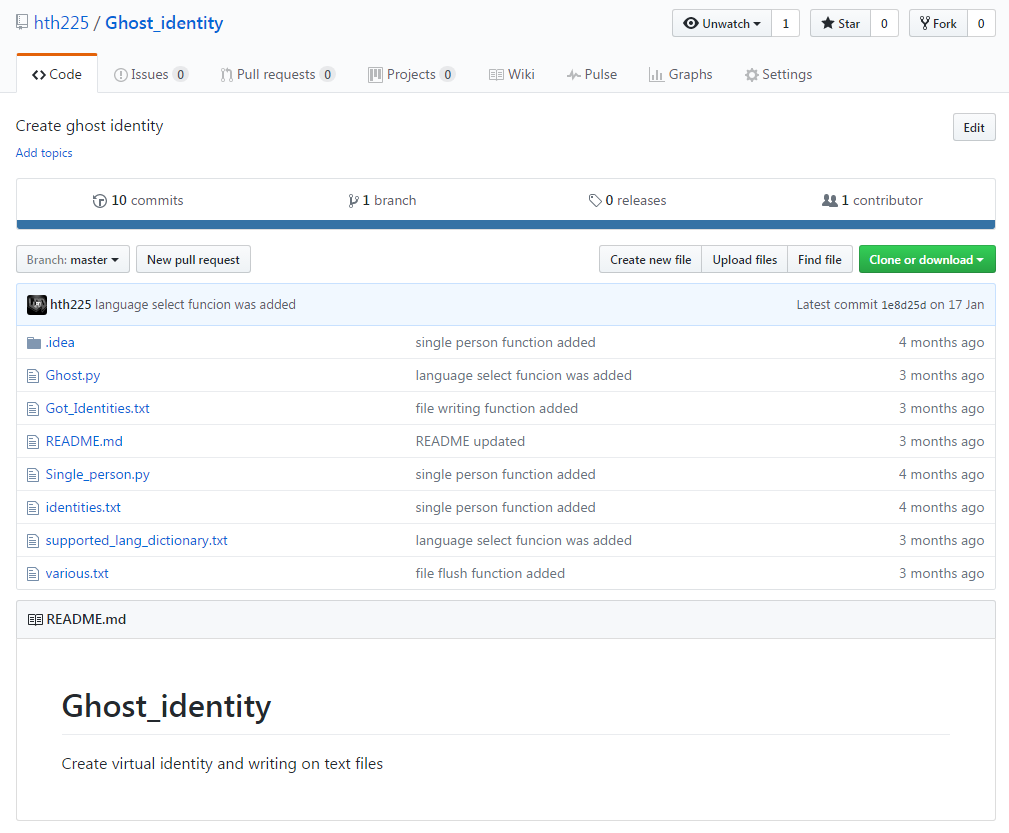 hth225 / Ghost_identity Unwatch 1 Star 0 Fork 0
Code Issues 0 Pull requests 0 Projects 0 Wiki Pulse Graphs Settings
Create ghost identity Edit
Add topics
10 commits 1 branch 0 releases 1 contributor
Branch: master New pull request Create new file Upload files Find file Clone or download
hth225 language select funcion was added Latest commit 1e8d25d on 17 Jan
.idea single person function added 4 months ago
Ghost.py language select funcion was added 3 months ago
Got_Identities.txt file writing function added 3 months ago
README.md README updated 3 months ago
Single_person.py single person function added 4 months ago
identities.txt single person function added 4 months ago
supported_lang_dictionary.txt language select funcion was added 3 months ago
various.txt file flush function added 3 months ago
README.md
Ghost_identity
Create virtual identity and writing on text files